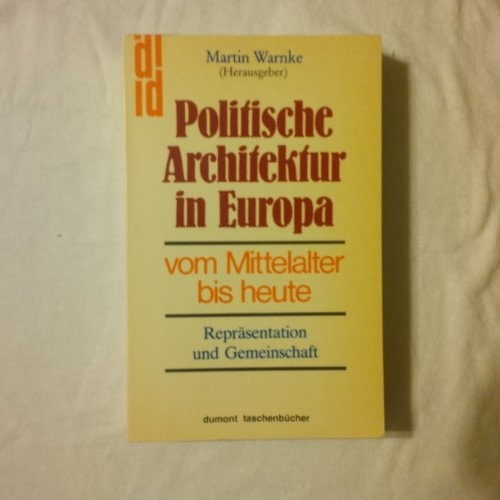 Martin Warnke
(Herausgeber)
Politische
Architektur
in Europa
vom Mittelalter
bis heute
Repräsentation
und Gemeinschaft
dumont taschenbücher